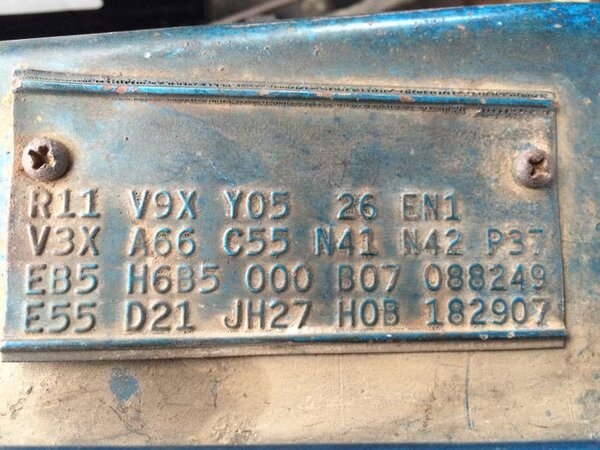 R11 V9X Y05 26 EN1
V3X A66 C55 N41 N42 P37
EB5 H6B5 000 B07 088249
E55 D21 JH27 H0B 182907